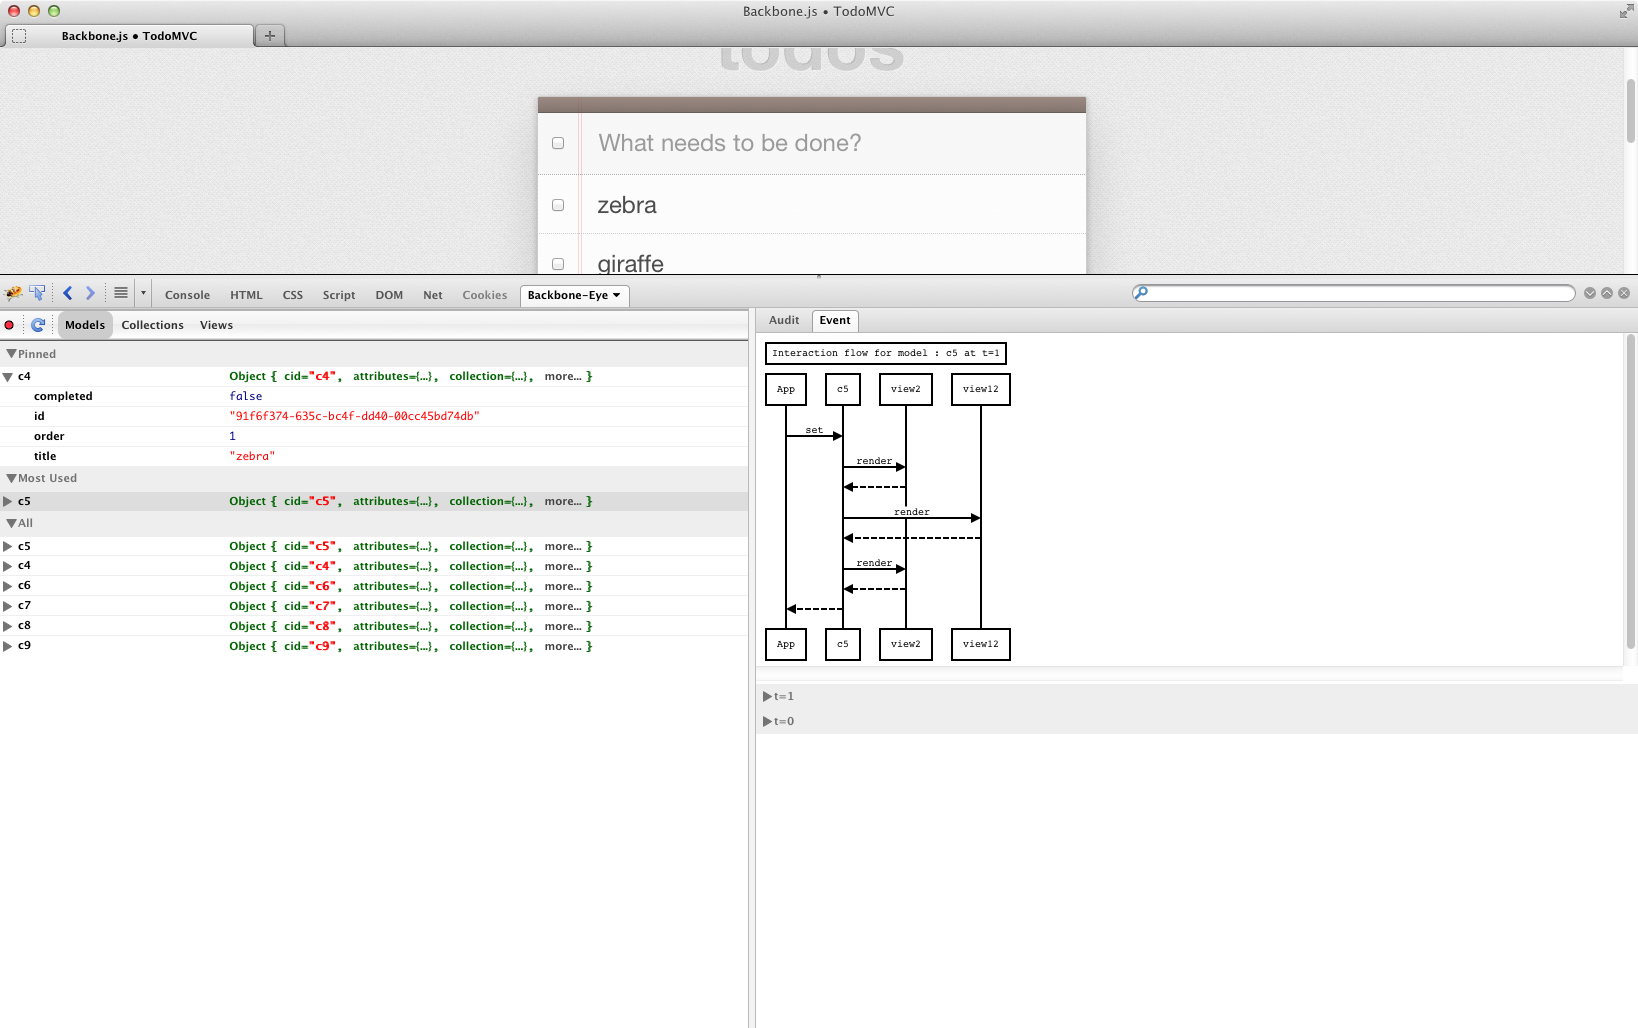 Backbone.js • TodoMVC
Backbone.js • TodoMVC
todos
What needs to be done?
zebra
giraffe
Console HTML CSS Script DOM Net Cookies Backbone-Eye
Models Collections Views
Pinned
c4 Object { cid="c4", attributes={...}, collection={...}, more... }
completed false
id "91f6f374-635c-bc4f-dd40-00cc45bd74db"
order 1
title "zebra"
Most Used
c5 Object { cid="c5", attributes={...}, collection={...}, more... }
All
c5 Object { cid="c5", attributes={...}, collection={...}, more... }
c4 Object { cid="c4", attributes={...}, collection={...}, more... }
c6 Object { cid="c6", attributes={...}, collection={...}, more... }
c7 Object { cid="c7", attributes={...}, collection={...}, more... }
c8 Object { cid="c8", attributes={...}, collection={...}, more... }
c9 Object { cid="c9", attributes={...}, collection={...}, more... }
Audit Event
Interaction flow for model : c5 at t=1
App c5 view2 view12
set
render
render
render
App c5 view2 view12
t=1
t=0